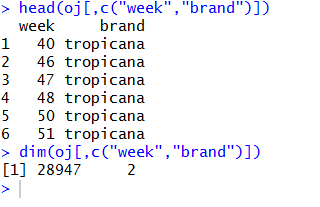 > head(oj[,c("week","brand")])
  week     brand
1   40 tropicana
2   46 tropicana
3   47 tropicana
4   48 tropicana
5   50 tropicana
6   51 tropicana
> dim(oj[,c("week","brand")])
[1] 28947     2
>